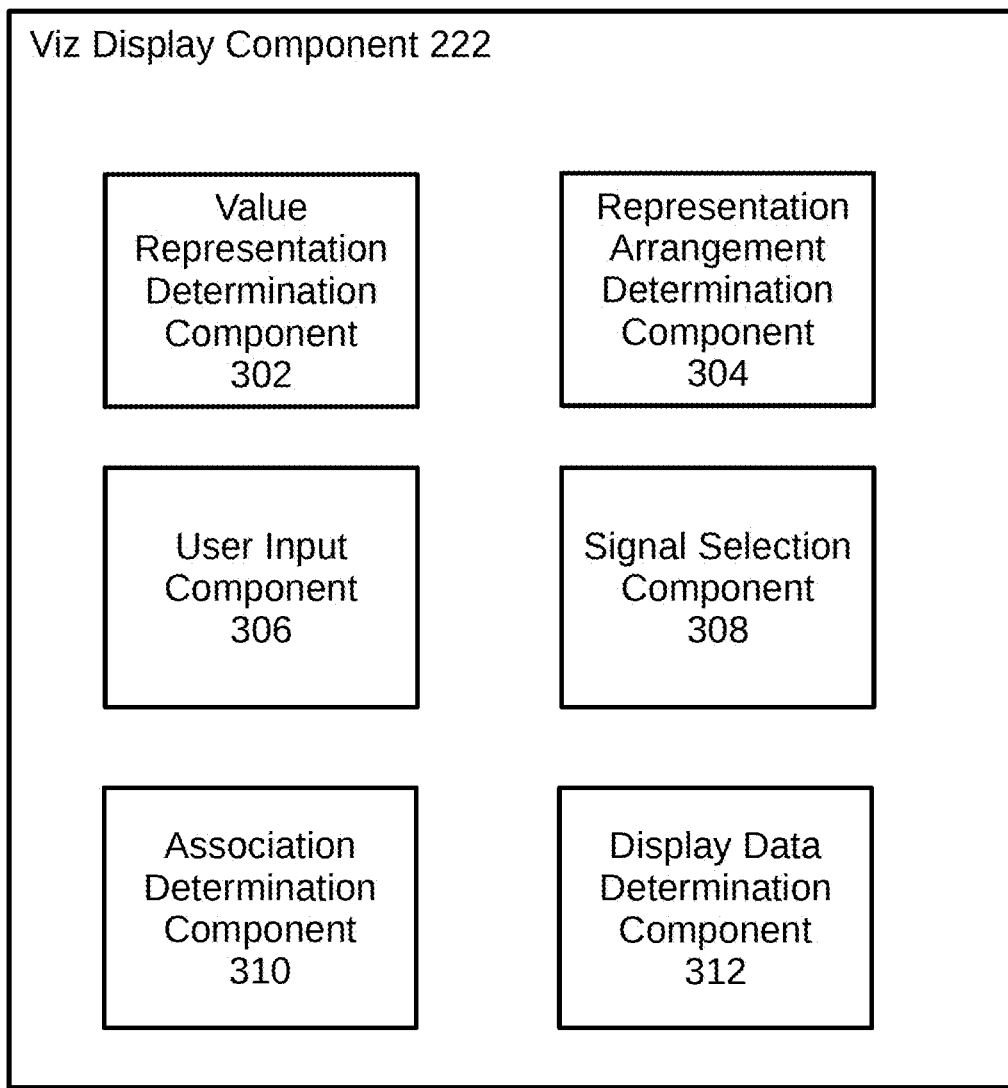 Viz Display Component 222
Value
Representation
Determination
Component
302
Representation
Arrangement
Determination
Component
304
User Input
Component
306
Signal Selection
Component
308
Association
Determination
Component
310
Display Data
Determination
Component
312